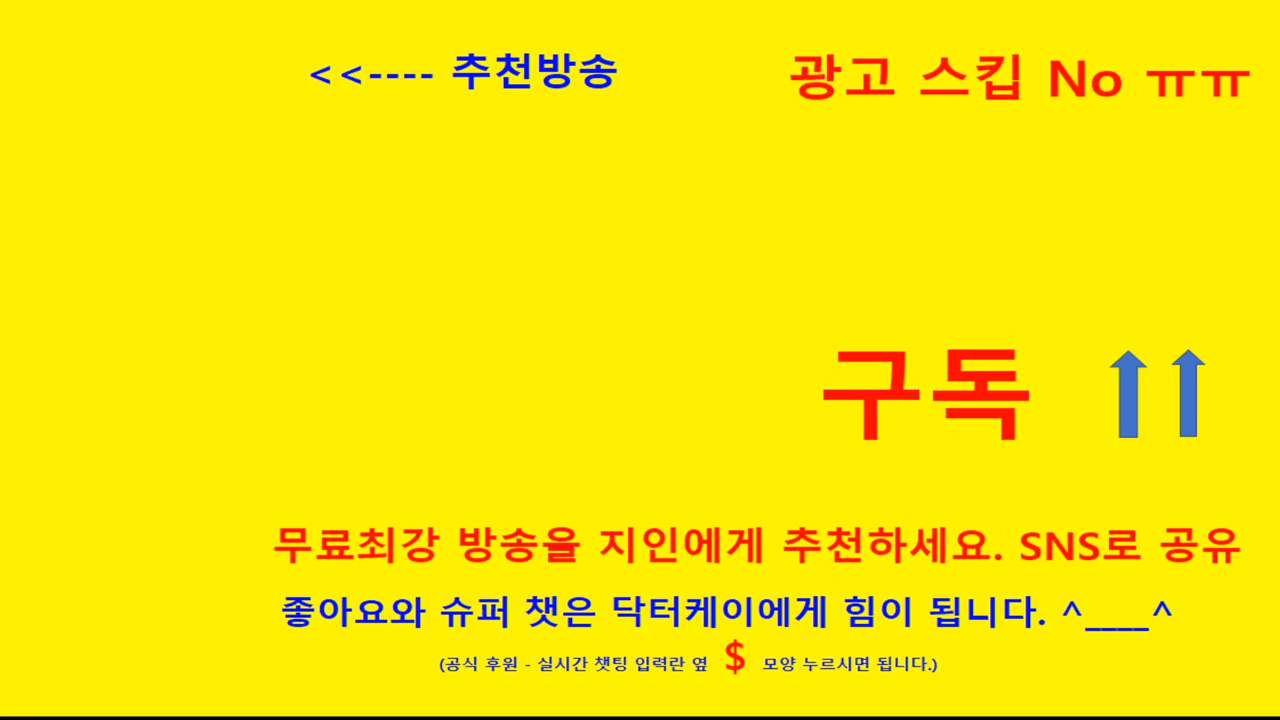 <<---- 추천방송
광고 스킵 No ㅠㅠ
구독
무료최강 방송을 지인에게 추천하세요. SNS로 공유
좋아요와 슈퍼 챗은 닥터케이에게 힘이 됩니다. ^____^
(공식 후원 - 실시간 챗팅 입력란 옆 $ 모양 누르시면 됩니다.)